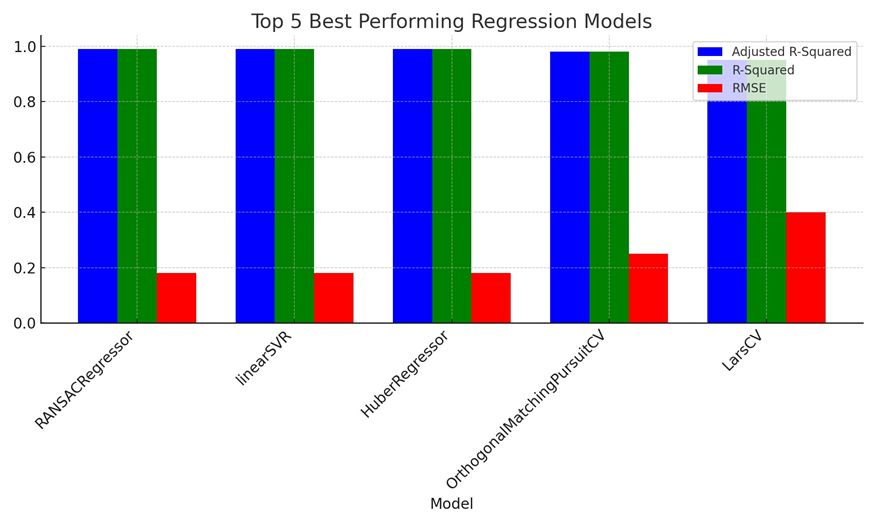 Top 5 Best Performing Regression Models
1.0
0.8
0.6
0.4
0.2
0.0
Adjusted R-Squared
R-Squared
RMSE
RANSACRegressor
linearSVR
HuberRegressor
OrthogonalMatchingPursuitCV
LarsCV
Model